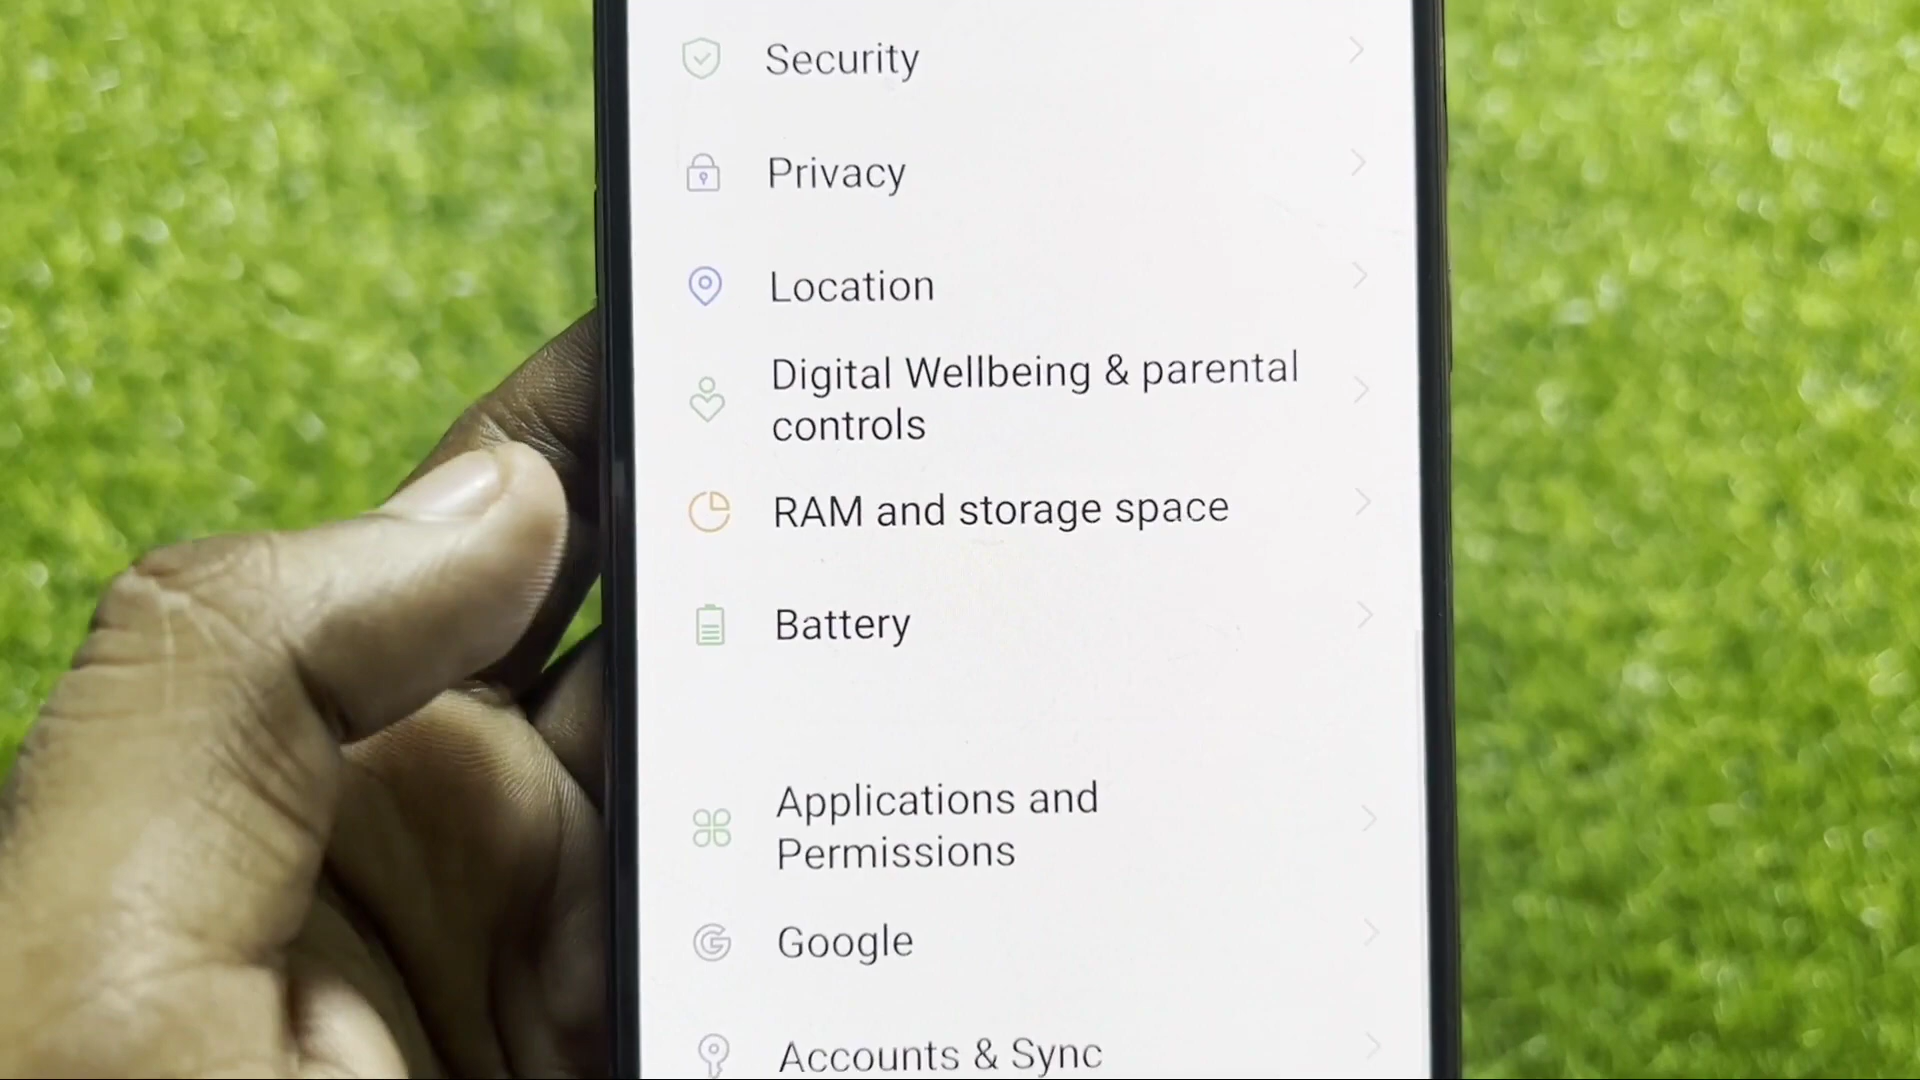 Security
Privacy
Location
Digital Wellbeing & parental
controls
RAM and storage space
Battery
Applications and
Permissions
Google
Accounts & Sync